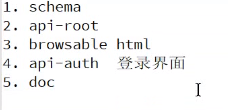 1. schema
2. api-root
3. browsable html
4. api-auth  登录界面
5. doc